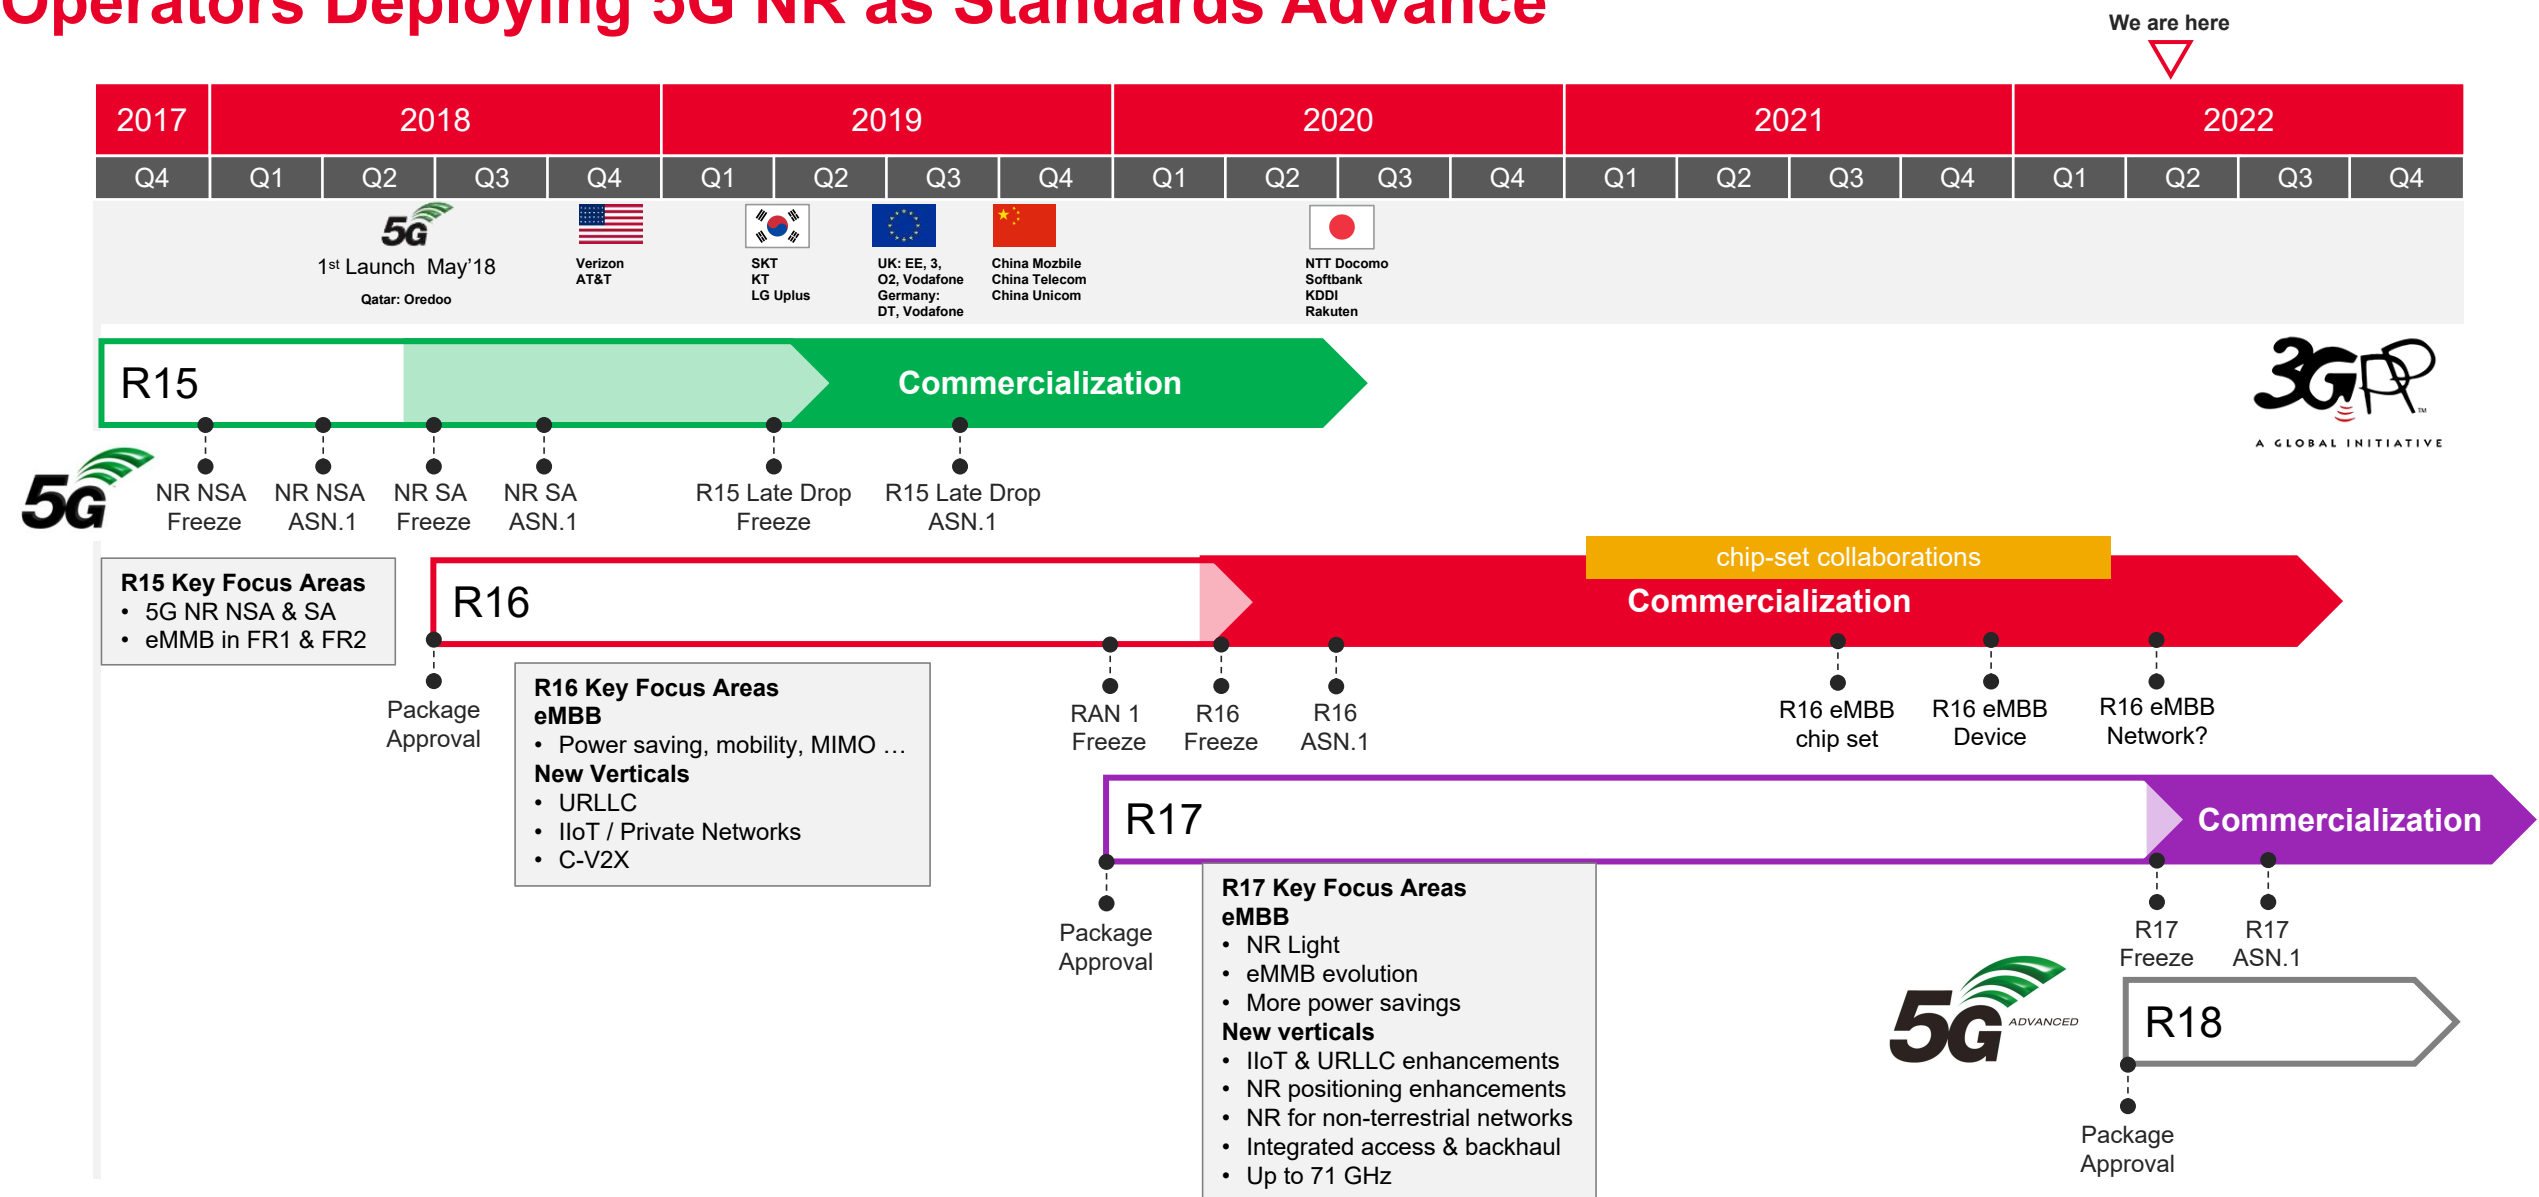 Operators Deploying 5G NR as Standards Advance
We are here
2017 2018 2019 2020 2021 2022
Q4 Q1 Q2 Q3 Q4 Q1 Q2 Q3 Q4 Q1 Q2 Q3 Q4 Q1 Q2 Q3 Q4 Q1 Q2 Q3 Q4
5G
1st Launch May'18
Qatar: Oredoo
Verizon
AT&T
SKT
KT
LG Uplus
UK: EE, 3,
O2, Vodafone
Germany:
DT, Vodafone
China Mozbile
China Telecom
China Unicom
NTT Docomo
Softbank
KDDI
Rakuten
R15
Commercialization
3GPP
TM
A GLOBAL INITIATIVE
5G
NR NSA
Freeze
NR NSA
ASN.1
NR SA
Freeze
NR SA
ASN.1
R15 Late Drop
Freeze
R15 Late Drop
ASN.1
R15 Key Focus Areas
• 5G NR NSA & SA
• eMMB in FR1 & FR2
R16
chip-set collaborations
Commercialization
Package
Approval
R16 Key Focus Areas
eMBB
• Power saving, mobility, MIMO …
New Verticals
• URLLC
• IIoT / Private Networks
• C-V2X
RAN 1
Freeze
R16
Freeze
R16
ASN.1
R16 eMBB
chip set
R16 eMBB
Device
R16 eMBB
Network?
R17
Commercialization
Package
Approval
R17 Key Focus Areas
eMBB
• NR Light
• eMMB evolution
• More power savings
New verticals
• IIoT & URLLC enhancements
• NR positioning enhancements
• NR for non-terrestrial networks
• Integrated access & backhaul
• Up to 71 GHz
R17
Freeze
R17
ASN.1
5G ADVANCED
R18
Package
Approval